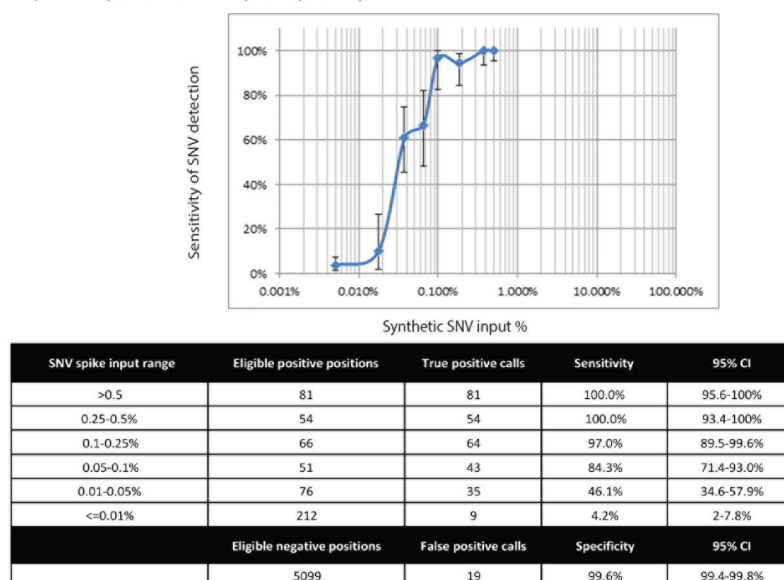 100%
80%
60%
40%
20%
0%
Sensitivity of SNV detection
0.001% 0.010% 0.100% 1.000% 10.000% 100.000%
Synthetic SNV input %
SNV spike input range Eligible positive positions True positive calls Sensitivity 95% CI
>0.5 81 81 100.0% 95.6-100%
0.25-0.5% 54 54 100.0% 93.4-100%
0.1-0.25% 66 64 97.0% 89.5-99.6%
0.05-0.1% 51 43 84.3% 71.4-93.0%
0.01-0.05% 76 35 46.1% 34.6-57.9%
<=0.01% 212 9 4.2% 2-7.8%
Eligible negative positions False positive calls Specificity 95% CI
5099 19 99.6% 99.4-99.8%